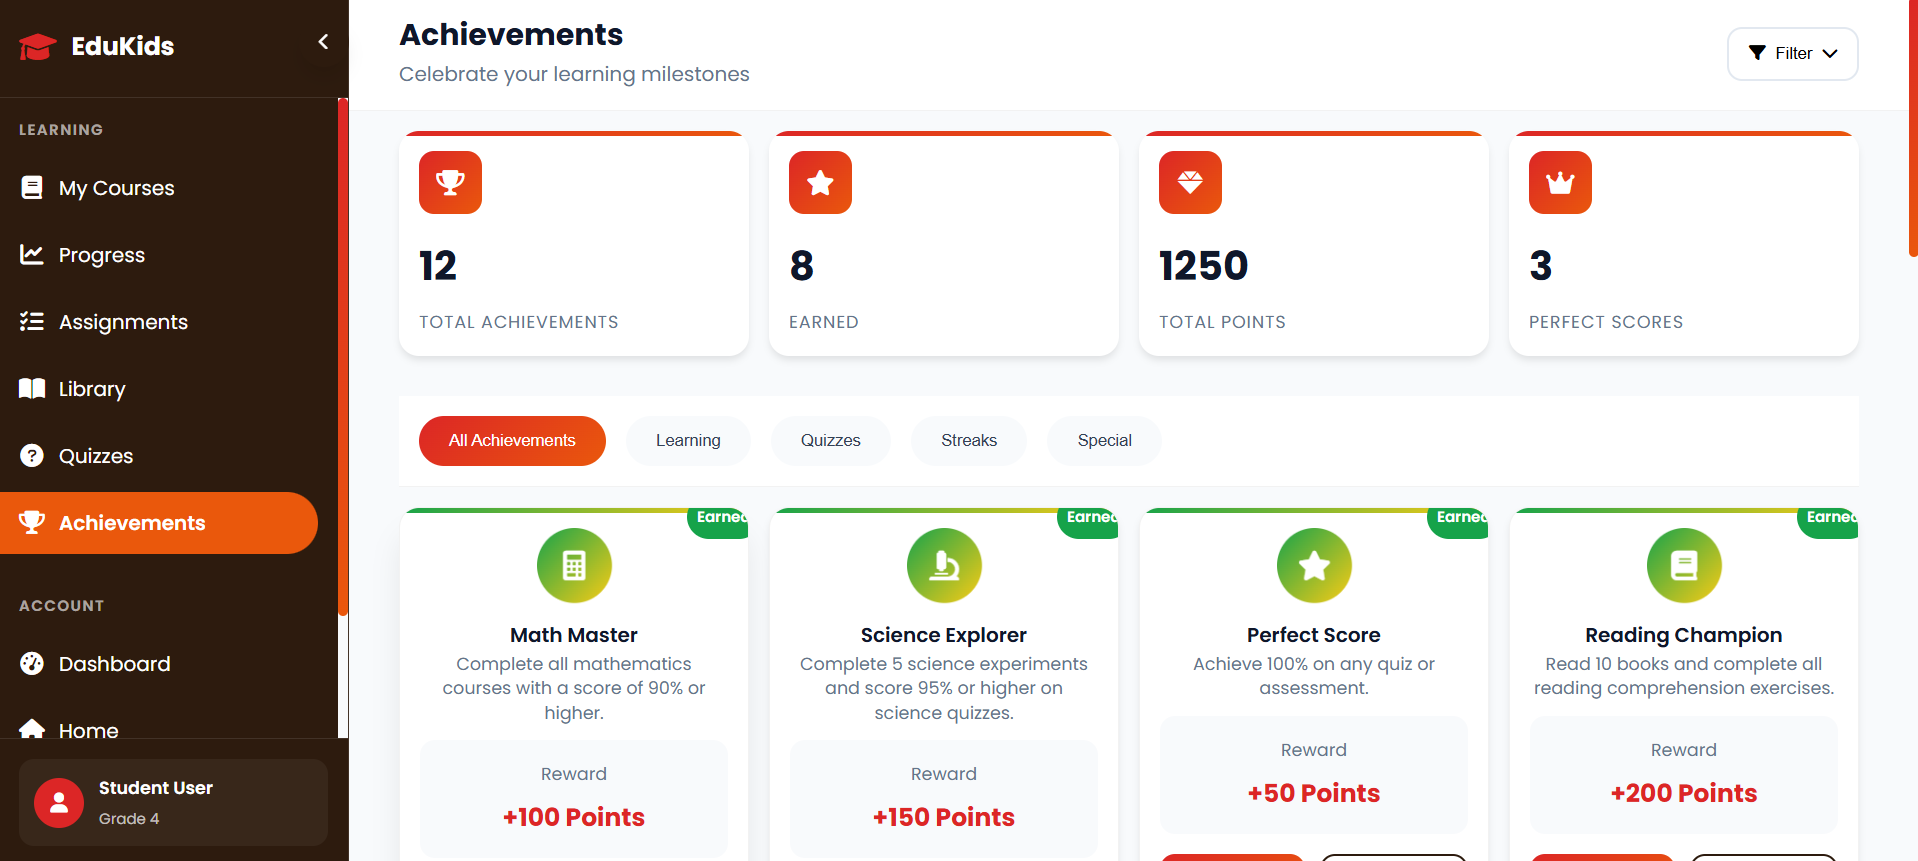 EduKids
LEARNING
My Courses
Progress
Assignments
Library
Quizzes
Achievements
ACCOUNT
Dashboard
Home
Student User
Grade 4
Achievements
Celebrate your learning milestones
Filter
12
TOTAL ACHIEVEMENTS
8
EARNED
1250
TOTAL POINTS
3
PERFECT SCORES
All Achievements
Learning
Quizzes
Streaks
Special
Earned
Math Master
Complete all mathematics
courses with a score of 90% or
higher.
Reward
+100 Points
Earned
Science Explorer
Complete 5 science experiments
and score 95% or higher on
science quizzes.
Reward
+150 Points
Earned
Perfect Score
Achieve 100% on any quiz or
assessment.
Reward
+50 Points
Earned
Reading Champion
Read 10 books and complete all
reading comprehension exercises.
Reward
+200 Points